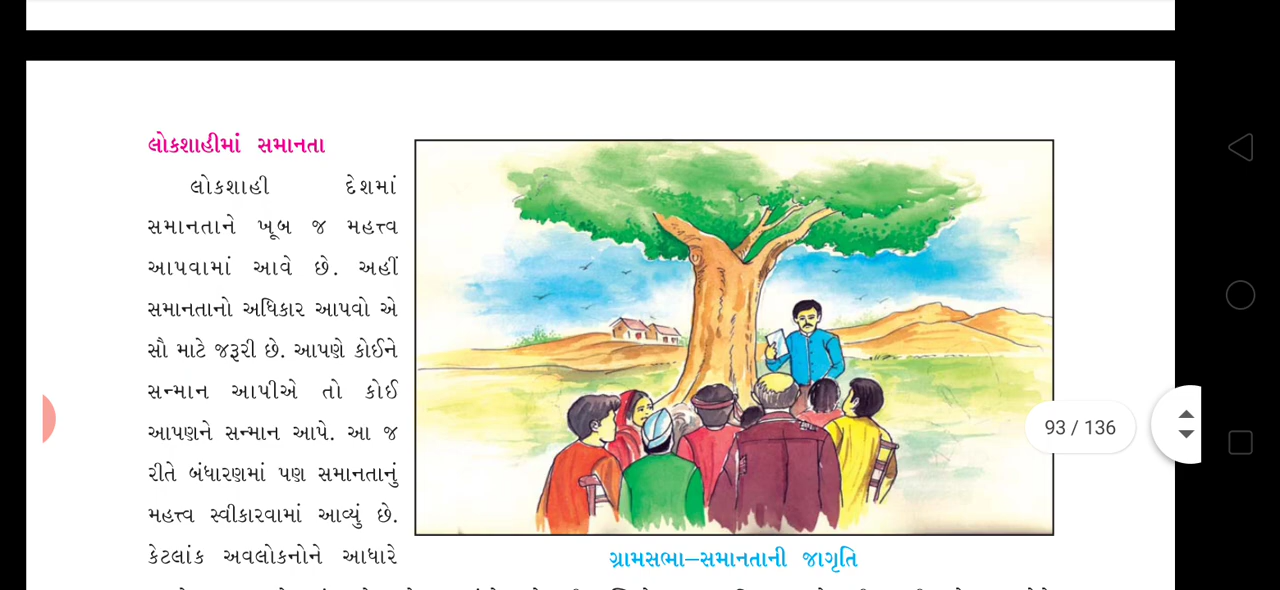 લોકશાહીમાં સમાનતા
લોકશાહી દેશમાં
સમાનતાને ખૂબ જ મહત્ત્વ
આપવામાં આવે છે. અહીં
સમાનતાનો અધિકાર આપવો એ
સૌ માટે જરૂરી છે. આપણે કોઈને
સન્માન આપીએ તો કોઈ
આપણને સન્માન આપે. આ જ
રીતે બંધારણમાં પણ સમાનતાનું
મહત્ત્વ સ્વીકારવામાં આવ્યું છે.
કેટલાંક અવલોકનોને આધારે
ગ્રામસભા–સમાનતાની જાગૃતિ
93 / 136